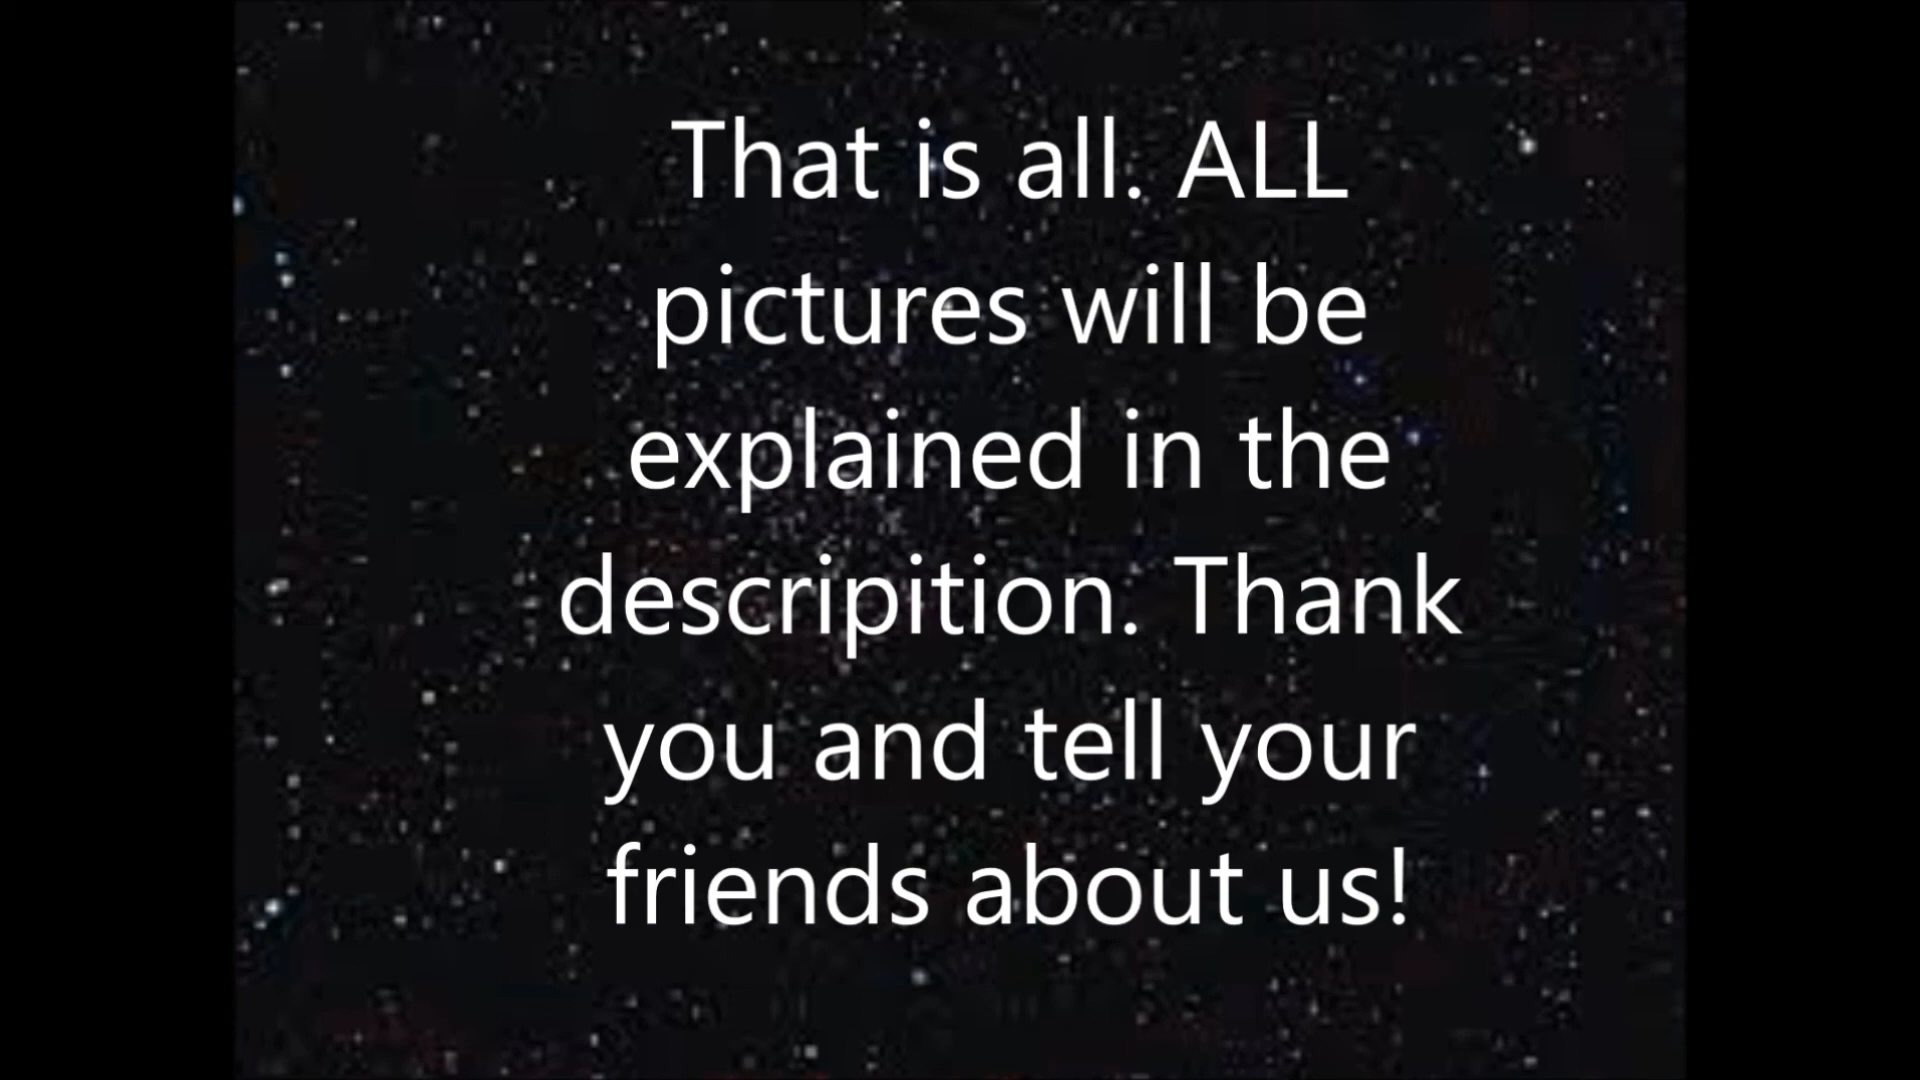 That is all. ALL
pictures will be
explained in the
descripition. Thank
you and tell your
friends about us!